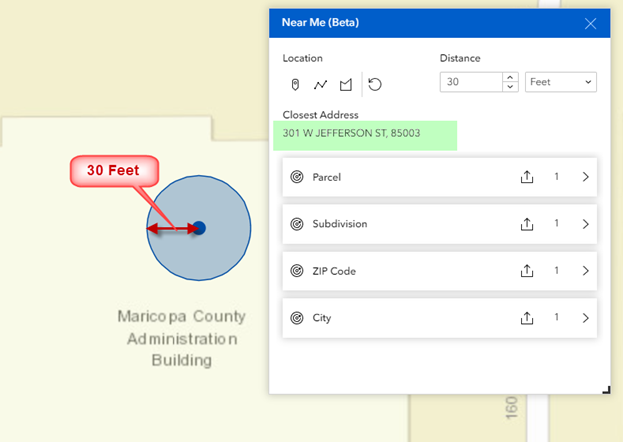 Near Me (Beta)
Location
Distance
30
Feet
Closest Address
301 W JEFFERSON ST, 85003
Parcel 1
Subdivision 1
ZIP Code 1
City 1
30 Feet
Maricopa County
Administration
Building
160